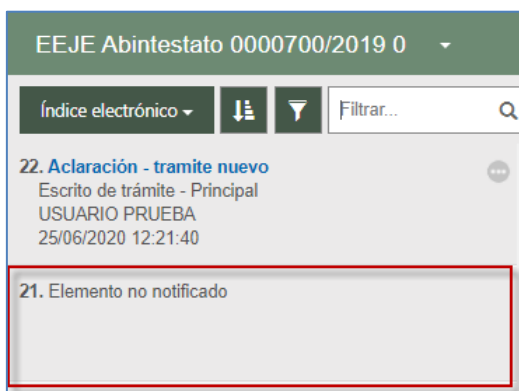 EEJE Abintestato 0000700/2019 0
Índice electrónico
Filtrar...
22. Aclaración - tramite nuevo
Escrito de trámite - Principal
USUARIO PRUEBA
25/06/2020 12:21:40
21. Elemento no notificado